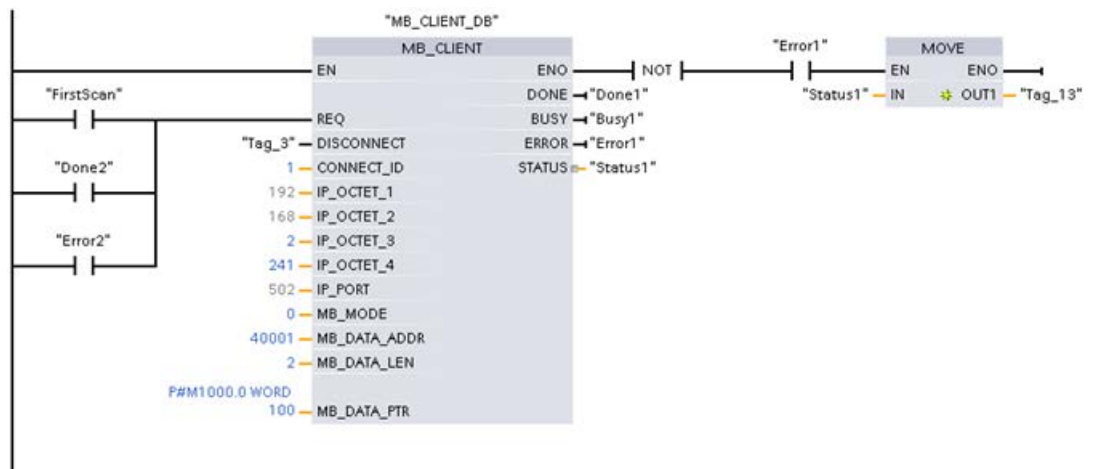 "MB_CLIENT_DB"
MB_CLIENT
"Error1"
MOVE
EN
ENO
NOT
EN
ENO
"FirstScan"
DONE
"Done1"
"Status1"
IN
OUT1
"Tag_13"
REQ
BUSY
"Busy1"
"Tag_3"
DISCONNECT
ERROR
"Error1"
"Done2"
1
CONNECT_ID
STATUS
"Status1"
192
IP_OCTET_1
168
IP_OCTET_2
"Error2"
2
IP_OCTET_3
241
IP_OCTET_4
502
IP_PORT
0
MB_MODE
40001
MB_DATA_ADDR
2
MB_DATA_LEN
P#M1000.0 WORD
100
MB_DATA_PTR